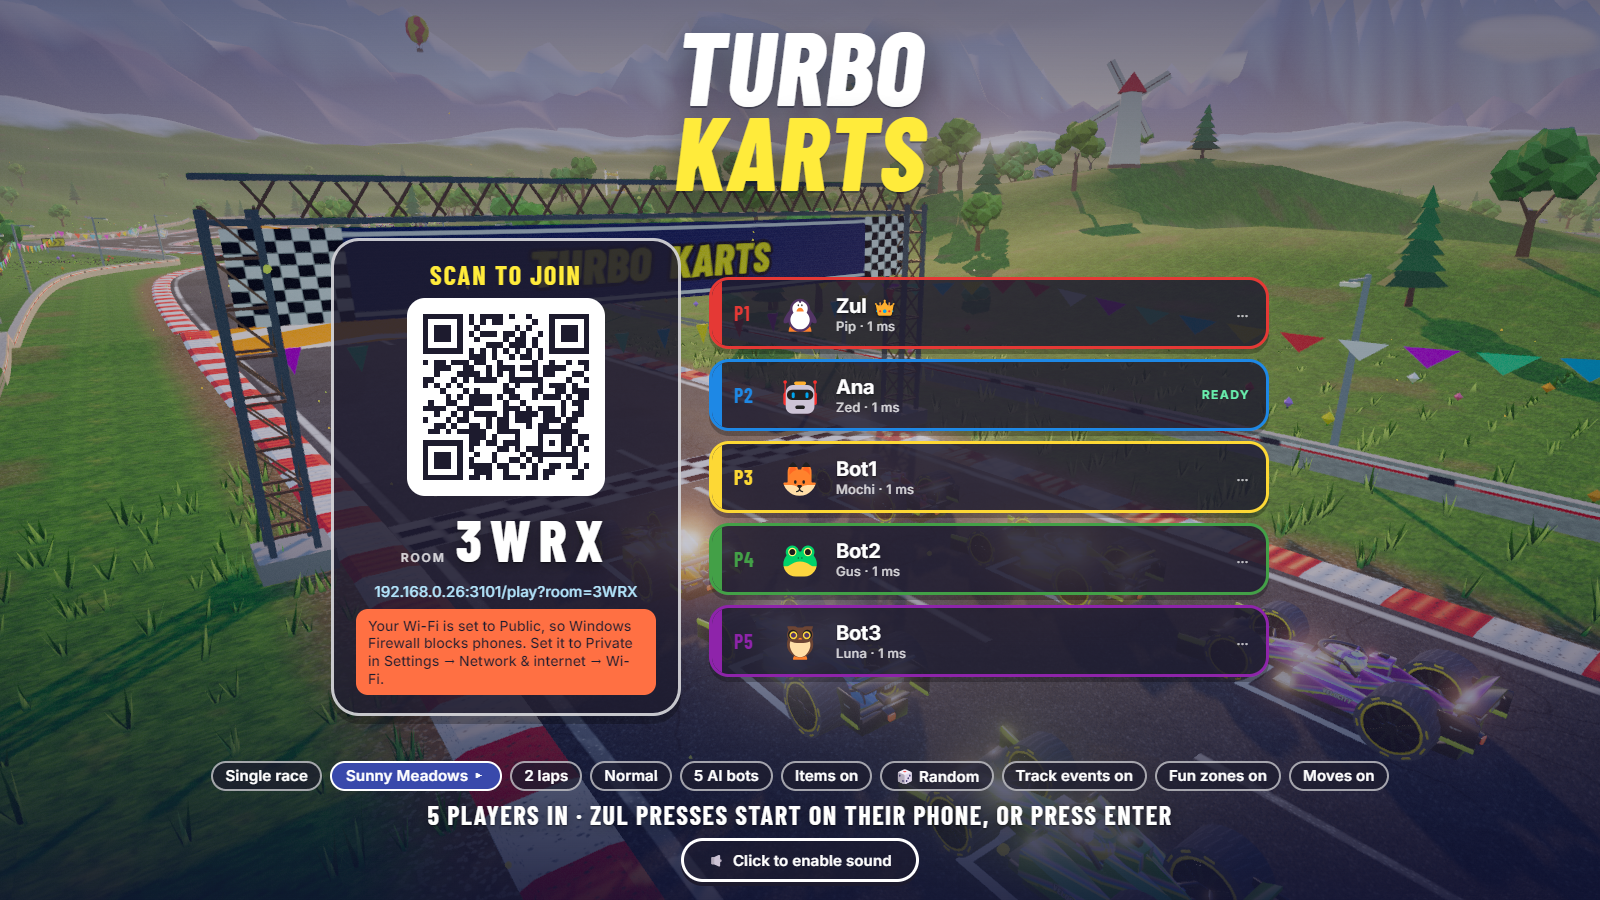 TURBO
KARTS
TURBO KARTS
SCAN TO JOIN
ROOM 3WRX
192.168.0.26:3101/play?room=3WRX
Your Wi-Fi is set to Public, so Windows
Firewall blocks phones. Set it to Private
in Settings → Network & internet → Wi-
Fi.
P1 Zul
Pip · 1 ms
...
P2 Ana
Zed · 1 ms
READY
P3 Bot1
Mochi · 1 ms
...
P4 Bot2
Gus · 1 ms
...
P5 Bot3
Luna · 1 ms
...
Single race Sunny Meadows ▸ 2 laps Normal 5 AI bots Items on Random Track events on Fun zones on Moves on
5 PLAYERS IN · ZUL PRESSES START ON THEIR PHONE, OR PRESS ENTER
Click to enable sound